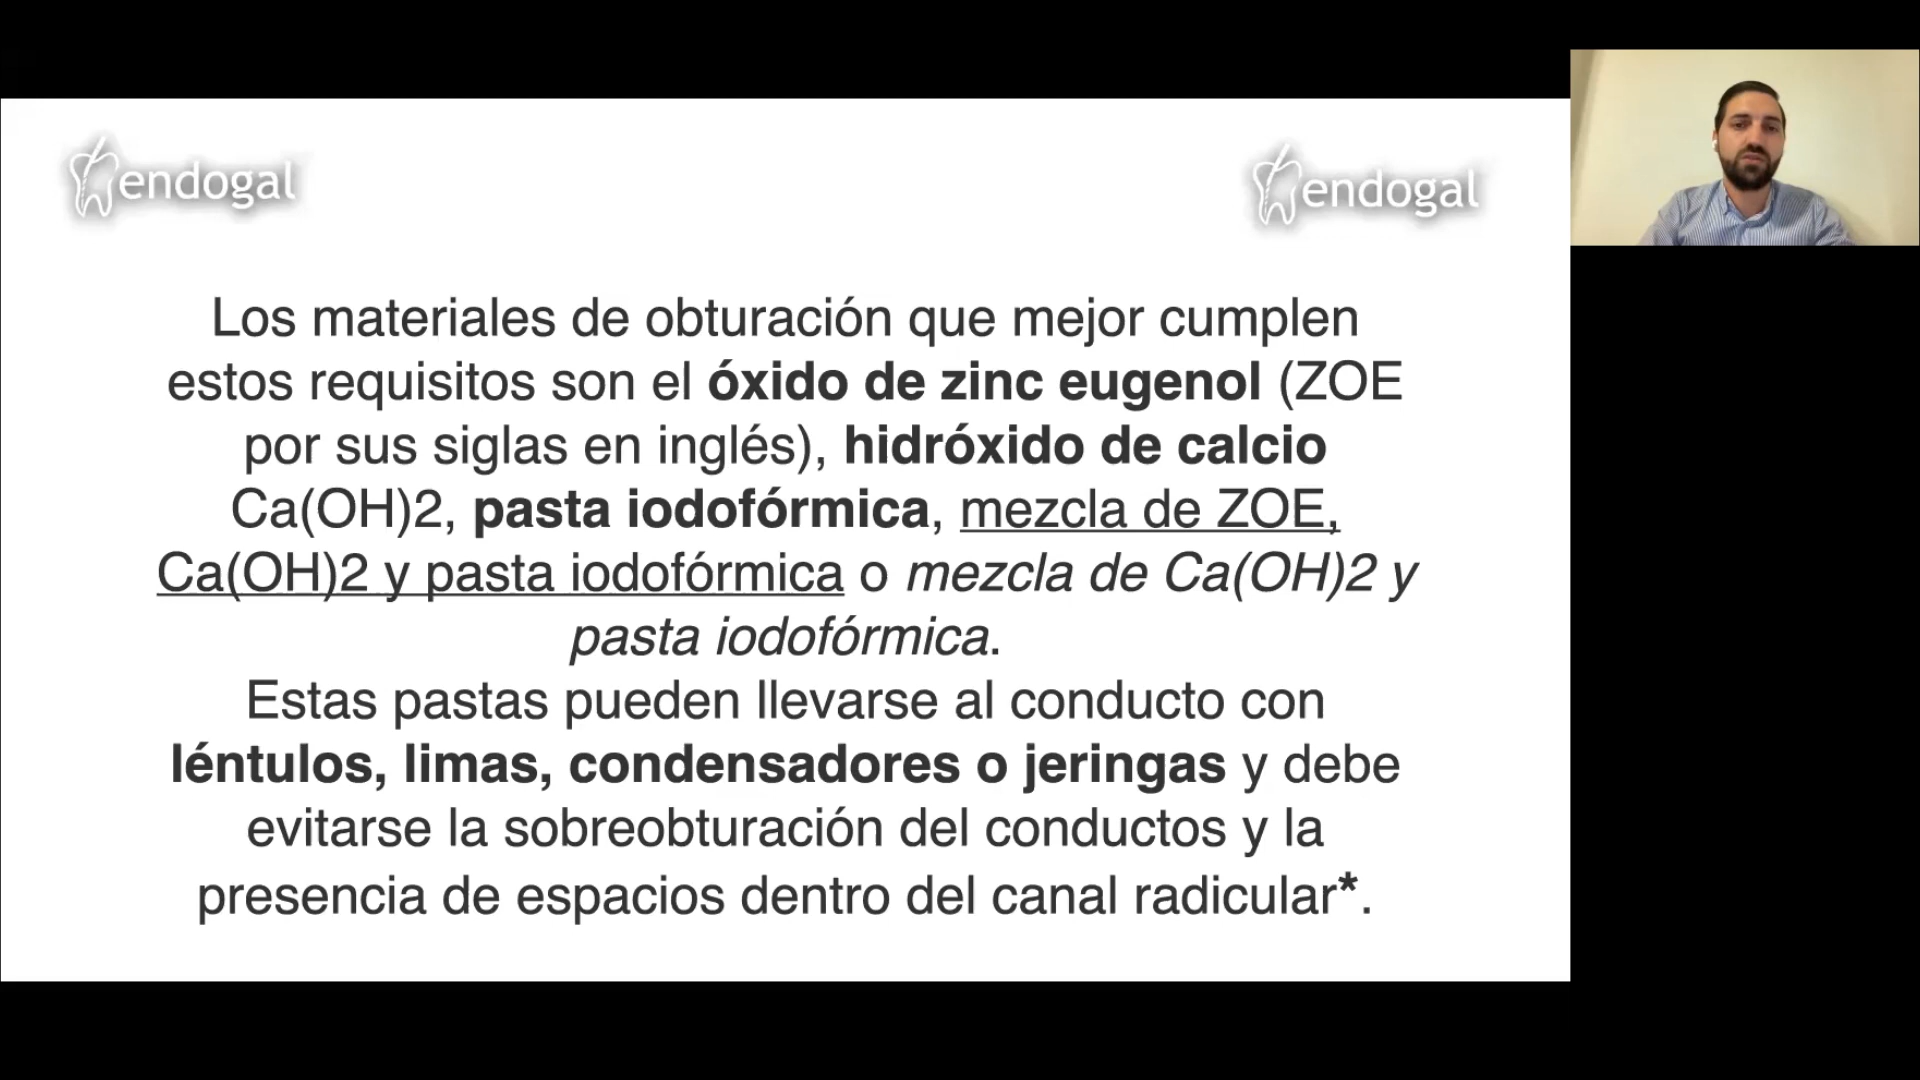 endogal
endogal
Los materiales de obturación que mejor cumplen
estos requisitos son el óxido de zinc eugenol (ZOE
por sus siglas en inglés), hidróxido de calcio
Ca(OH)2, pasta iodofórmica, mezcla de ZOE,
Ca(OH)2 y pasta iodofórmica o mezcla de Ca(OH)2 y
pasta iodofórmica.
Estas pastas pueden llevarse al conducto con
léntulos, limas, condensadores o jeringas y debe
evitarse la sobreobturación del conductos y la
presencia de espacios dentro del canal radicular*.